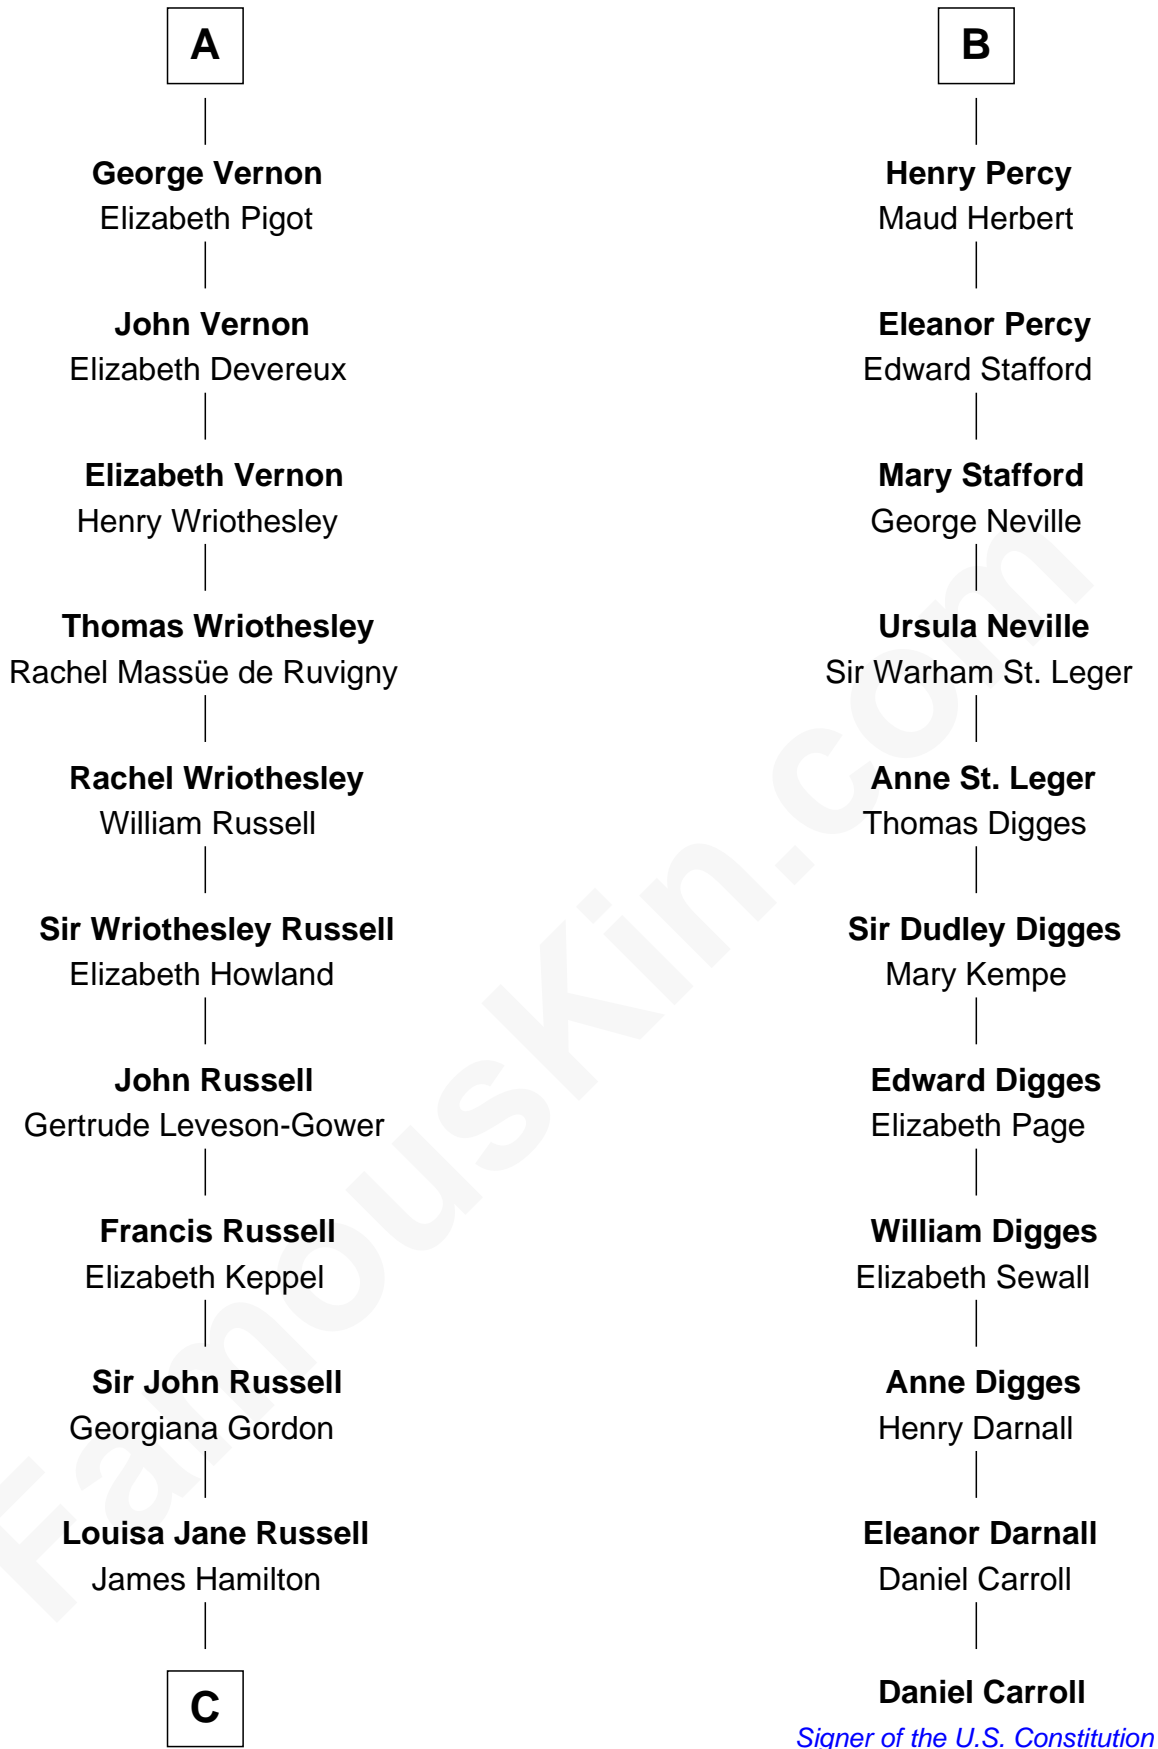 A
George Vernon
Elizabeth Pigot
John Vernon
Elizabeth Devereux
Elizabeth Vernon
Henry Wriothesley
Thomas Wriothesley
Rachel Massüe de Ruvigny
Rachel Wriothesley
William Russell
Sir Wriothesley Russell
Elizabeth Howland
John Russell
Gertrude Leveson-Gower
Francis Russell
Elizabeth Keppel
Sir John Russell
Georgiana Gordon
Louisa Jane Russell
James Hamilton
C
B
Henry Percy
Maud Herbert
Eleanor Percy
Edward Stafford
Mary Stafford
George Neville
Ursula Neville
Sir Warham St. Leger
Anne St. Leger
Thomas Digges
Sir Dudley Digges
Mary Kempe
Edward Digges
Elizabeth Page
William Digges
Elizabeth Sewall
Anne Digges
Henry Darnall
Eleanor Darnall
Daniel Carroll
Daniel Carroll
Signer of the U.S. Constitution
FamousKin.com